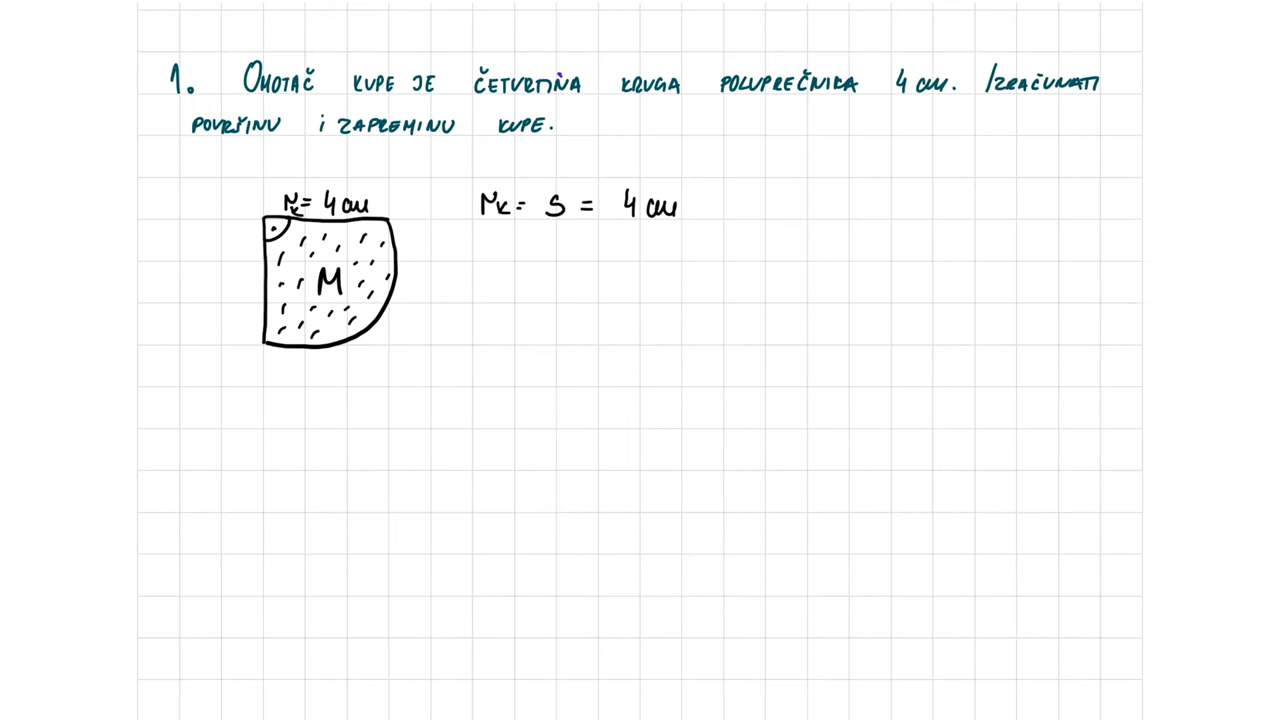 1. Omotač kupe je četvrtina kruga poluprečnika 4 cm. Izračunati
površinu i zapreminu kupe.
rₖ = 4 cm
rₖ = s = 4 cm
M